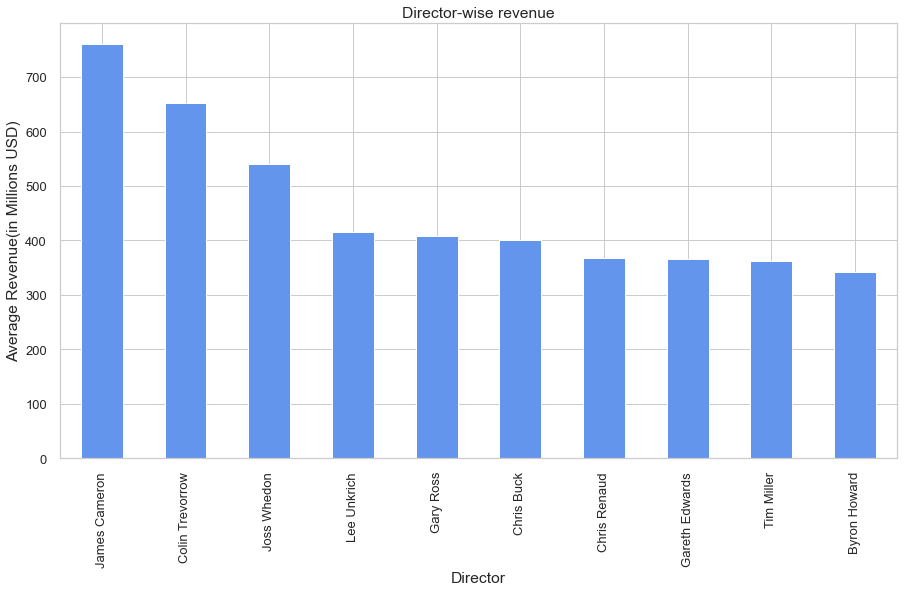 Director-wise revenue
Average Revenue(in Millions USD)
700
600
500
400
300
200
100
0
James Cameron
Colin Trevorrow
Joss Whedon
Lee Unkrich
Gary Ross
Chris Buck
Chris Renaud
Gareth Edwards
Tim Miller
Byron Howard
Director